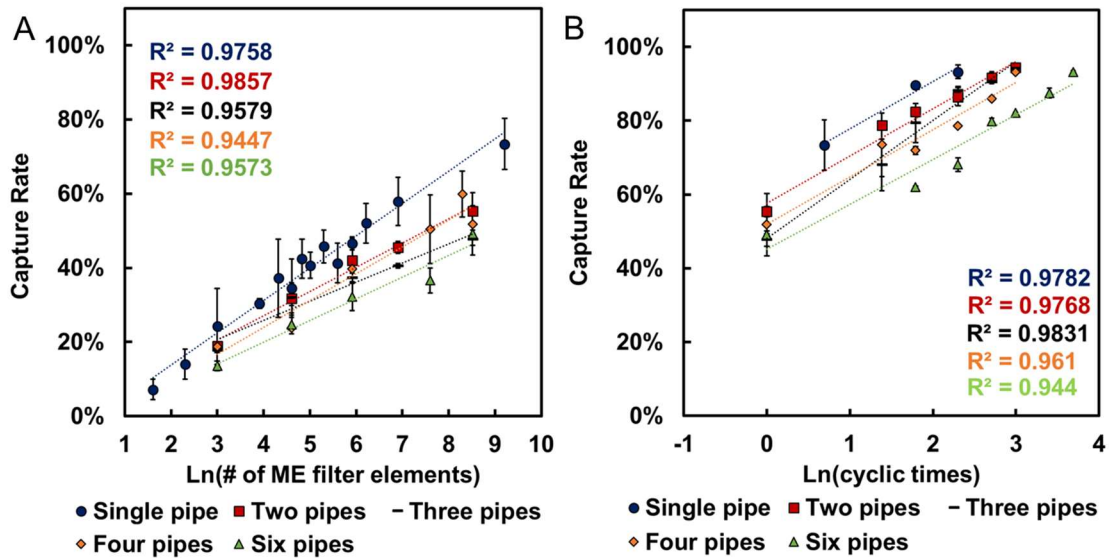 A
100%
80%
60%
40%
20%
0%
Capture Rate
R² = 0.9758
R² = 0.9857
R² = 0.9579
R² = 0.9447
R² = 0.9573
1 2 3 4 5 6 7 8 9 10
Ln(# of ME filter elements)
Single pipe Two pipes Three pipes
Four pipes Six pipes
B
100%
80%
60%
40%
20%
0%
Capture Rate
R² = 0.9782
R² = 0.9768
R² = 0.9831
R² = 0.961
R² = 0.944
-1 0 1 2 3 4
Ln(cyclic times)
Single pipe Two pipes Three pipes
Four pipes Six pipes